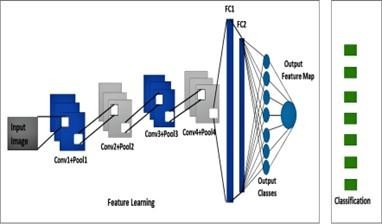 FC1
FC2
Output
Feature Map
Input
Image
Conv1+Pool1
Conv2+Pool2
Conv3+Pool3
Conv4+Pool4
Output
Classes
Feature Learning
Classification